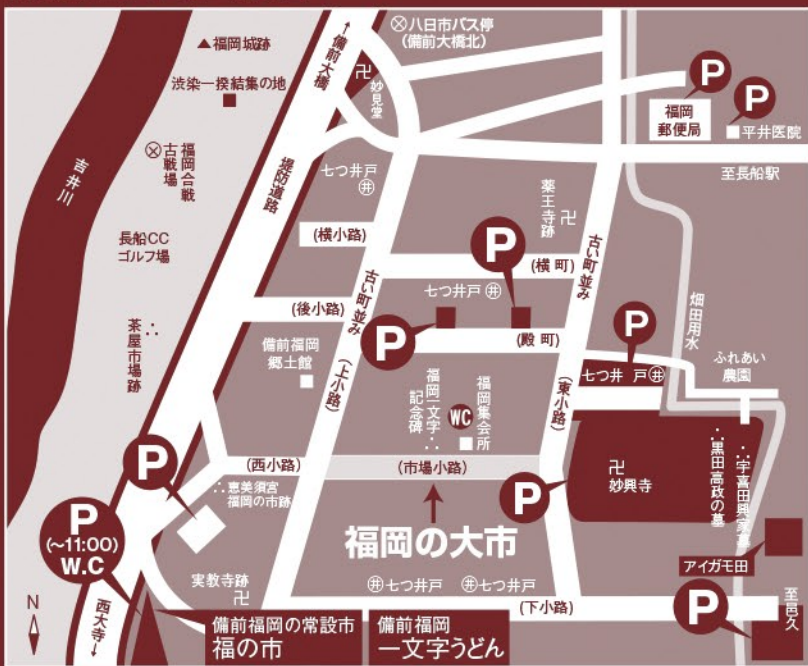 ⊗八日市バス停
(備前大橋北)
↑備前大橋
▲福岡城跡
渋染一揆結集の地
卍妙見堂
P
P
福岡
郵便局
平井医院
至長船駅
福岡合戦
古戦場
吉井川
堤防道路
七つ井戸
井
薬王寺跡
卍
長船CC
ゴルフ場
(横小路)
P
(横町)
古い町並み
古い町並み
七つ井戸井
畑田用水
(後小路)
P
(殿町)
P
茶屋市場跡
備前福岡
郷土館
(上小路)
七つ井戸井
ふれあい
農園
福岡一文字
記念碑
WC
福岡集会所
(東小路)
(西小路)
(市場小路)
P
恵美須宮
福岡の市跡
卍
妙興寺
黒田高政の墓
宇喜田興家墓
P
P
(~11:00)
W.C
福岡の大市
アイガモ田
実教寺跡
卍
井七つ井戸
井七つ井戸
至邑久
P
N
西大寺→
(下小路)
備前福岡の常設市
福の市
備前福岡
一文字うどん